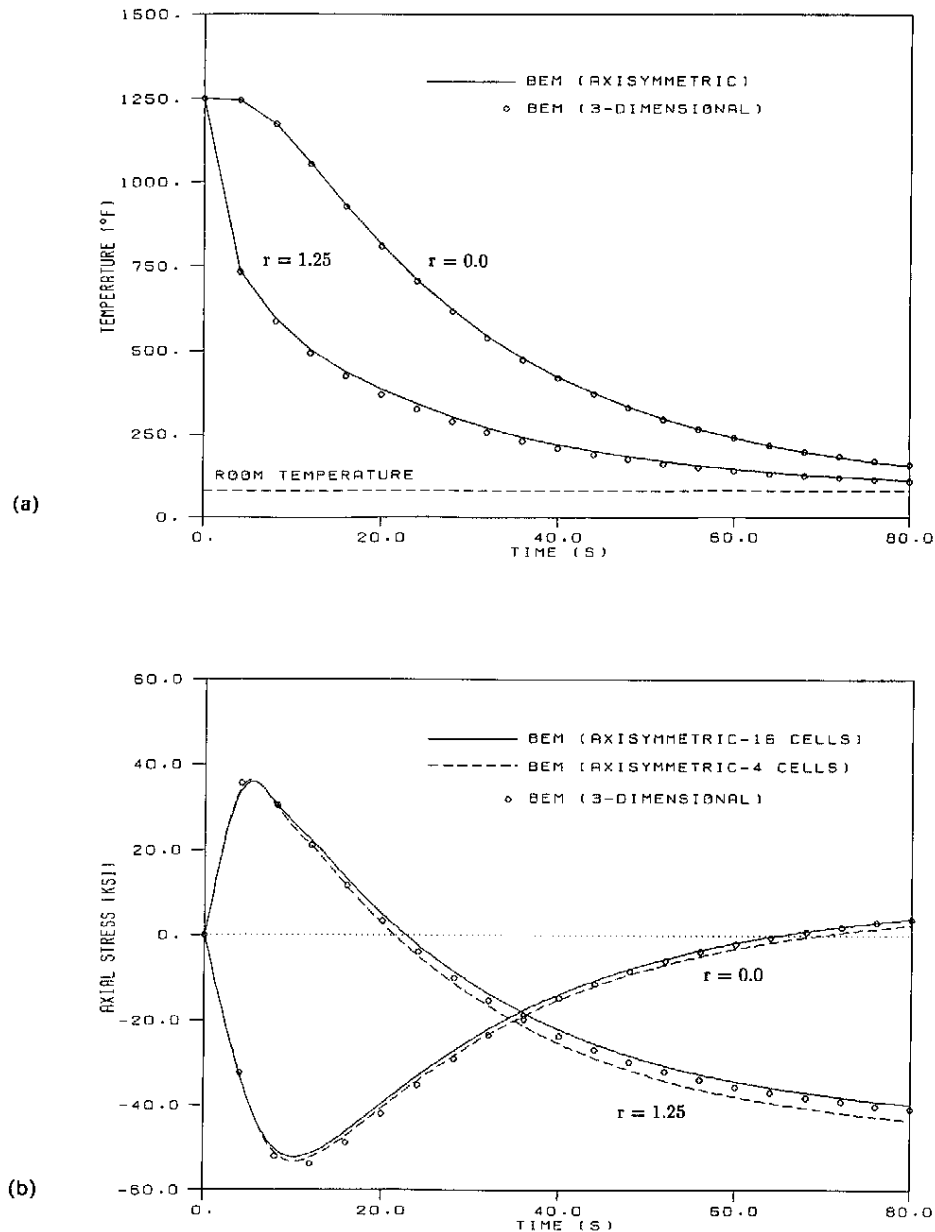 1500.
1250.
1000.
750.
500.
250.
0.
TEMPERATURE (°F)
BEM (AXISYMMETRIC)
BEM (3-DIMENSIONAL)
r = 1.25
r = 0.0
ROOM TEMPERATURE
(a)
0.
20.0
40.0
60.0
80.0
TIME (S)
60.0
40.0
20.0
0.
-20.0
-40.0
-60.0
AXIAL STRESS (KSI)
BEM (AXISYMMETRIC-16 CELLS)
BEM (AXISYMMETRIC-4 CELLS)
BEM (3-DIMENSIONAL)
r = 0.0
r = 1.25
(b)
0.
20.0
40.0
60.0
80.0
TIME (S)